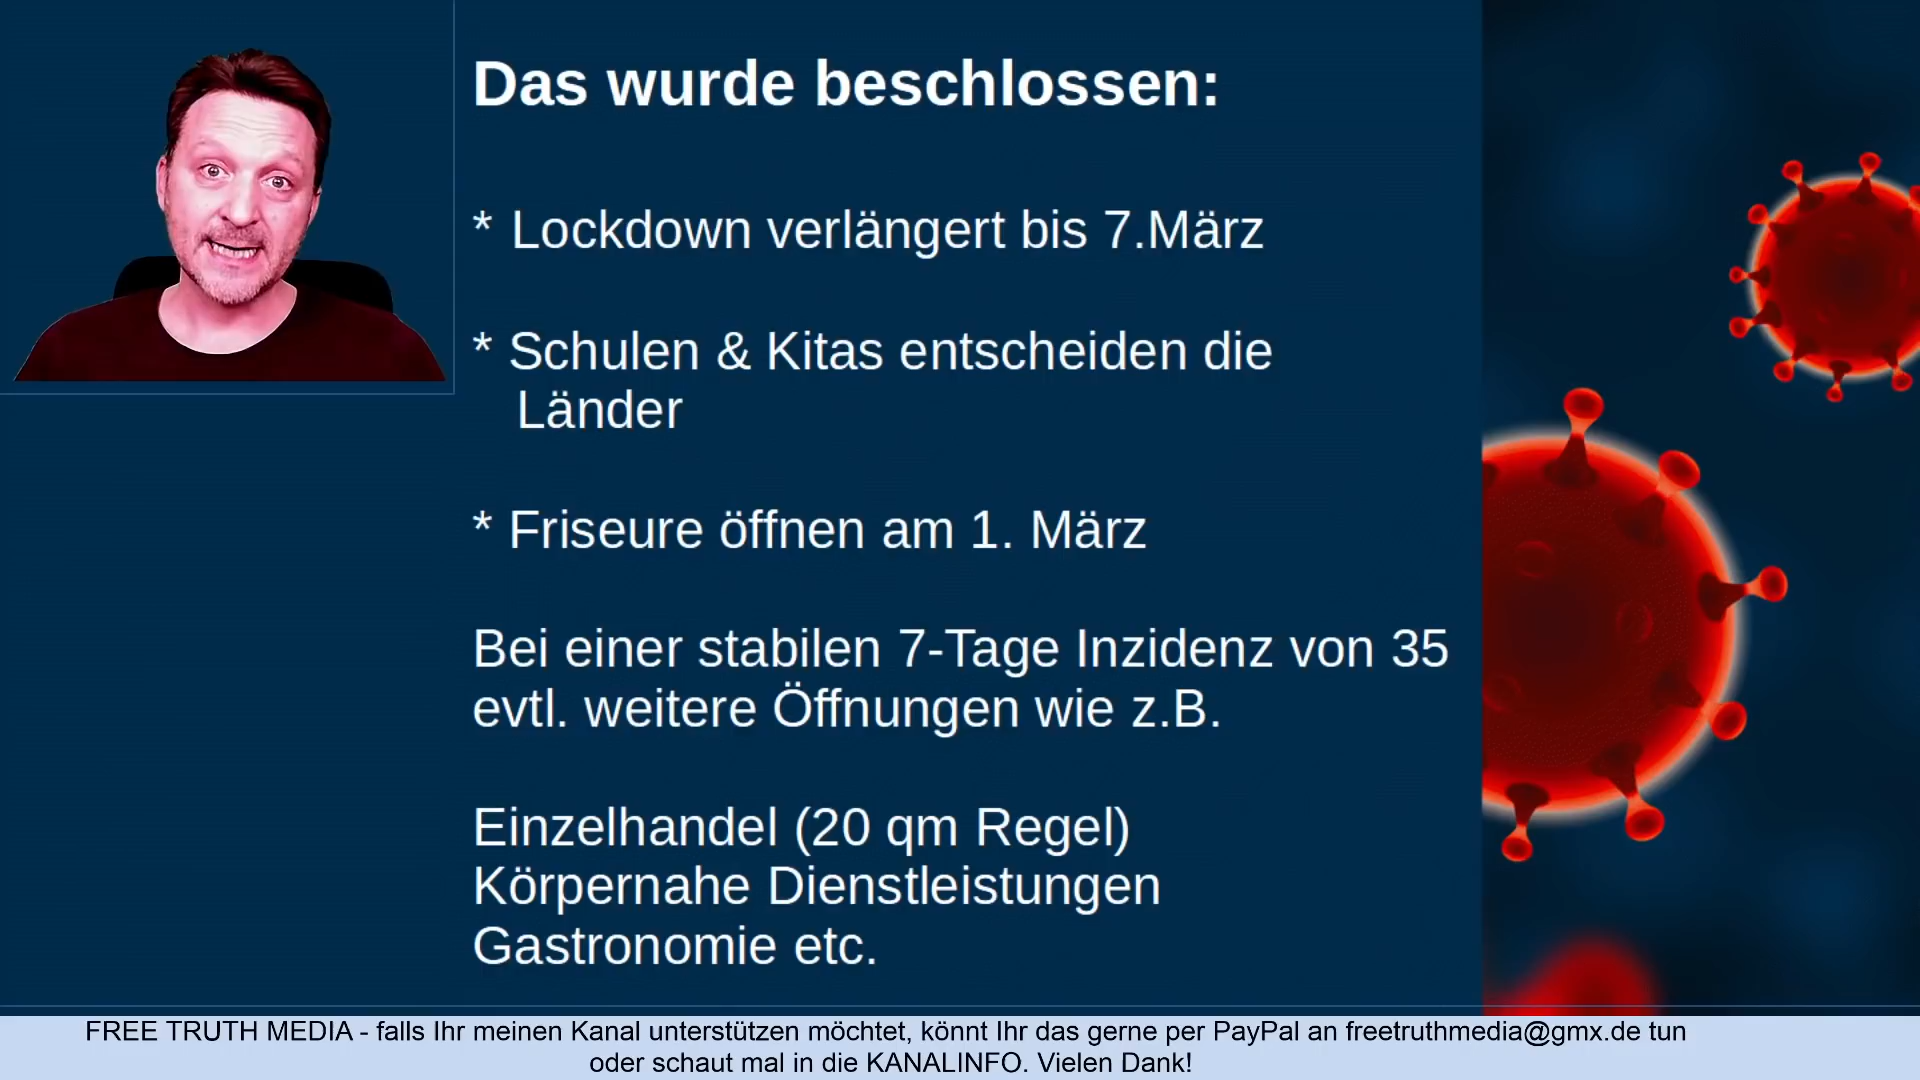 Das wurde beschlossen:
* Lockdown verlängert bis 7.März
* Schulen & Kitas entscheiden die
Länder
* Friseure öffnen am 1. März
Bei einer stabilen 7-Tage Inzidenz von 35
evtl. weitere Öffnungen wie z.B.
Einzelhandel (20 qm Regel)
Körpernahe Dienstleistungen
Gastronomie etc.
FREE TRUTH MEDIA - falls Ihr meinen Kanal unterstützen möchtet, könnt Ihr das gerne per PayPal an freetruthmedia@gmx.de tun
oder schaut mal in die KANALINFO. Vielen Dank!